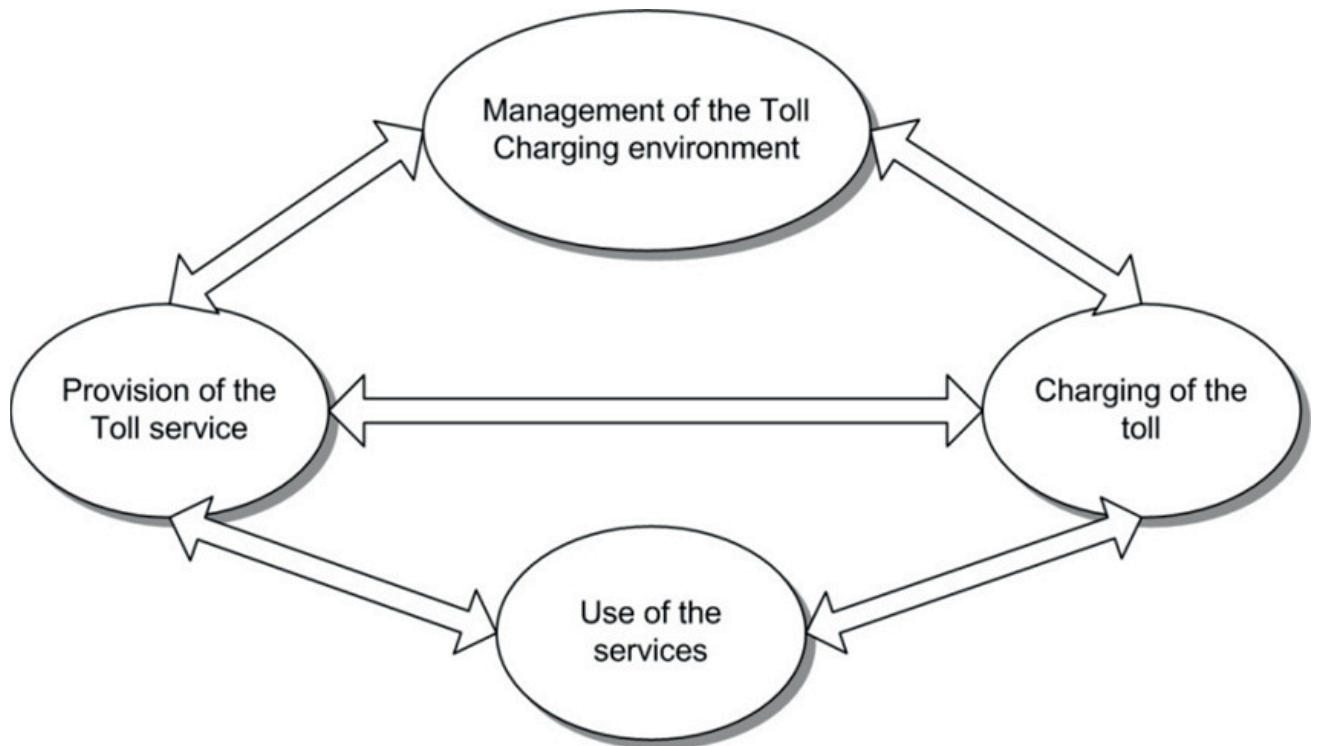 Management of the Toll
Charging environment
Provision of the
Toll service
Charging of the
toll
Use of the
services